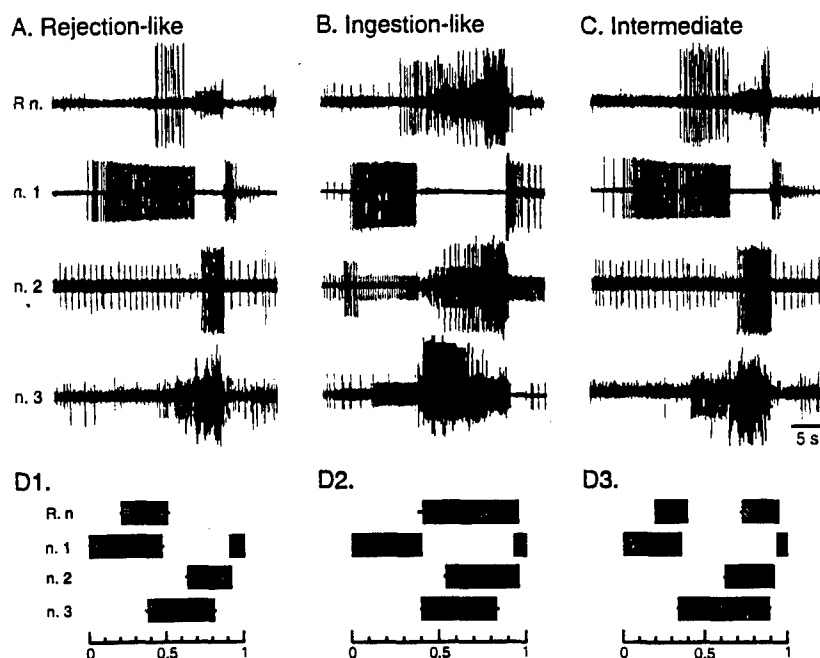 A. Rejection-like
B. Ingestion-like
C. Intermediate
R n.
n. 1
n. 2
n. 3
5 s
D1.
D2.
D3.
R. n
n. 1
n. 2
n. 3
0 0.5 1
0 0.5 1
0 0.5 1